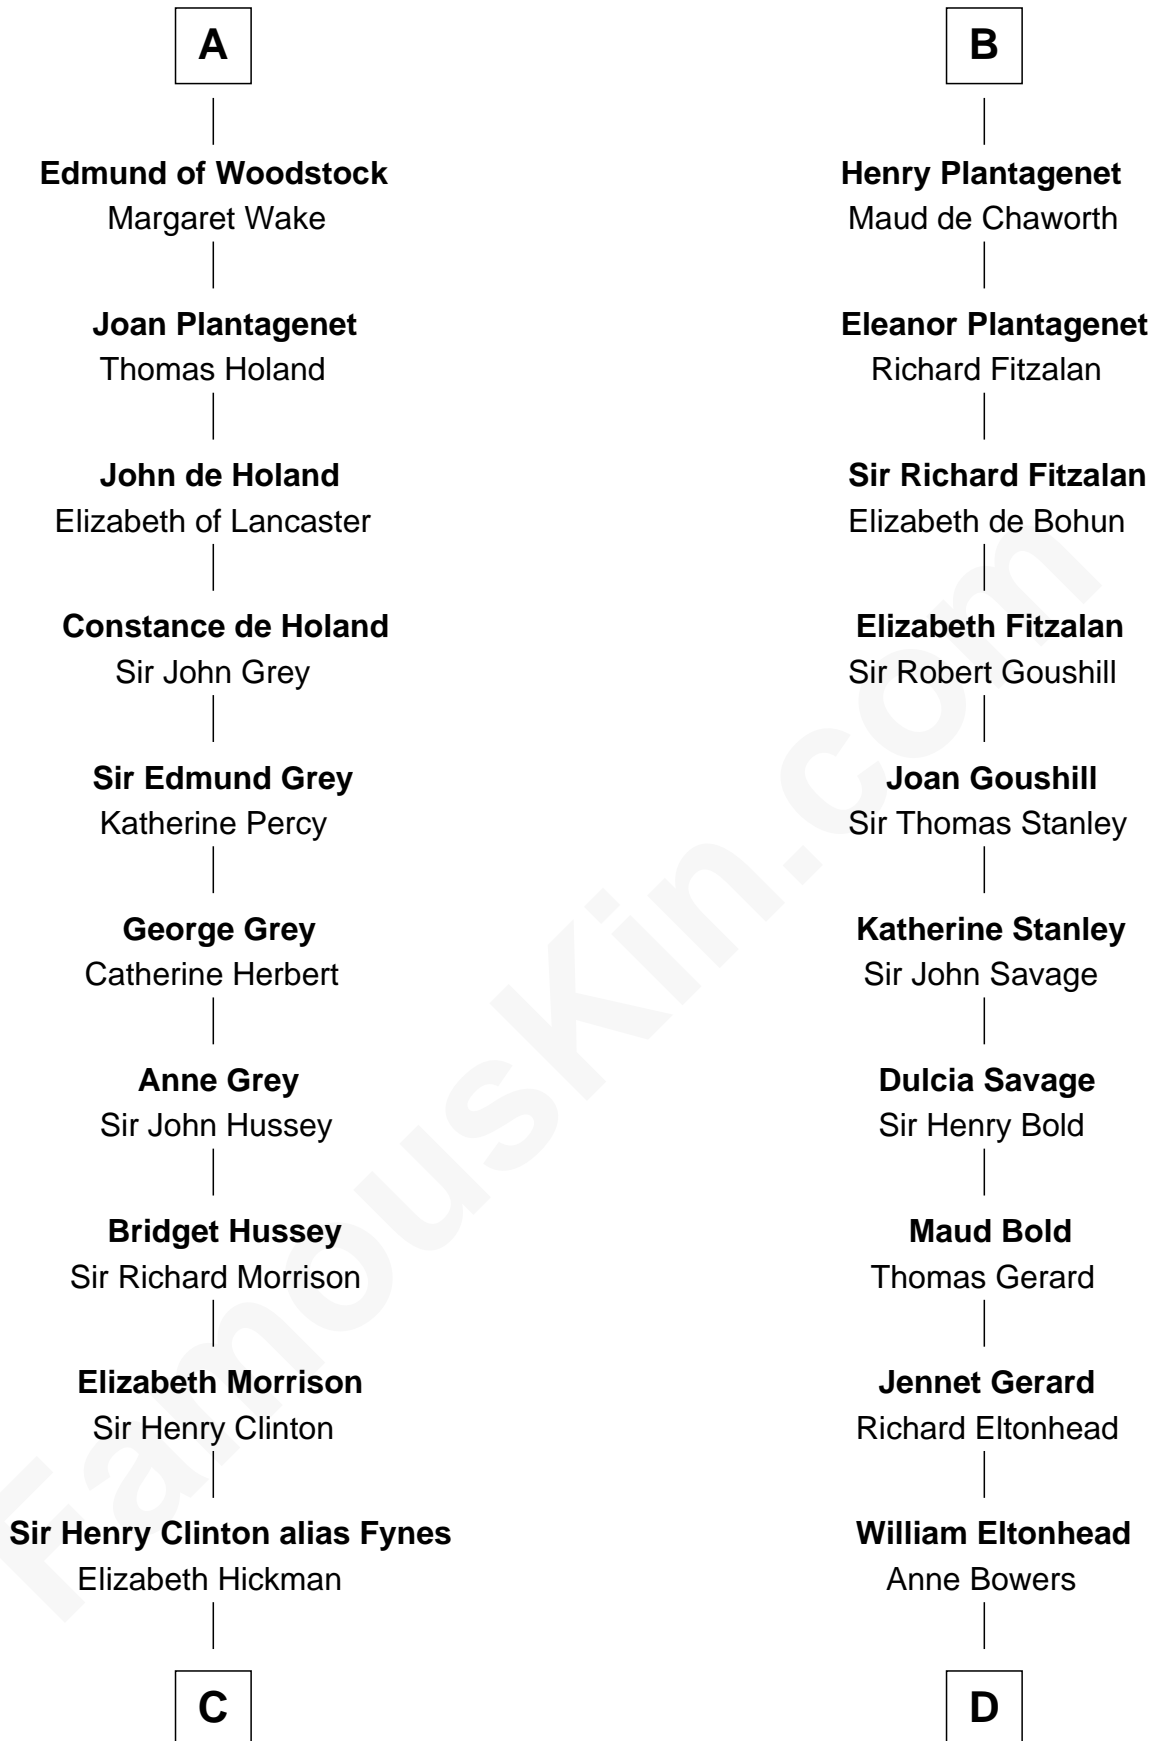 A
Edmund of Woodstock
Margaret Wake
Joan Plantagenet
Thomas Holand
John de Holand
Elizabeth of Lancaster
Constance de Holand
Sir John Grey
Sir Edmund Grey
Katherine Percy
George Grey
Catherine Herbert
Anne Grey
Sir John Hussey
Bridget Hussey
Sir Richard Morrison
Elizabeth Morrison
Sir Henry Clinton
Sir Henry Clinton alias Fynes
Elizabeth Hickman
C
B
Henry Plantagenet
Maud de Chaworth
Eleanor Plantagenet
Richard Fitzalan
Sir Richard Fitzalan
Elizabeth de Bohun
Elizabeth Fitzalan
Sir Robert Goushill
Joan Goushill
Sir Thomas Stanley
Katherine Stanley
Sir John Savage
Dulcia Savage
Sir Henry Bold
Maud Bold
Thomas Gerard
Jennet Gerard
Richard Eltonhead
William Eltonhead
Anne Bowers
D
FamousKin.com